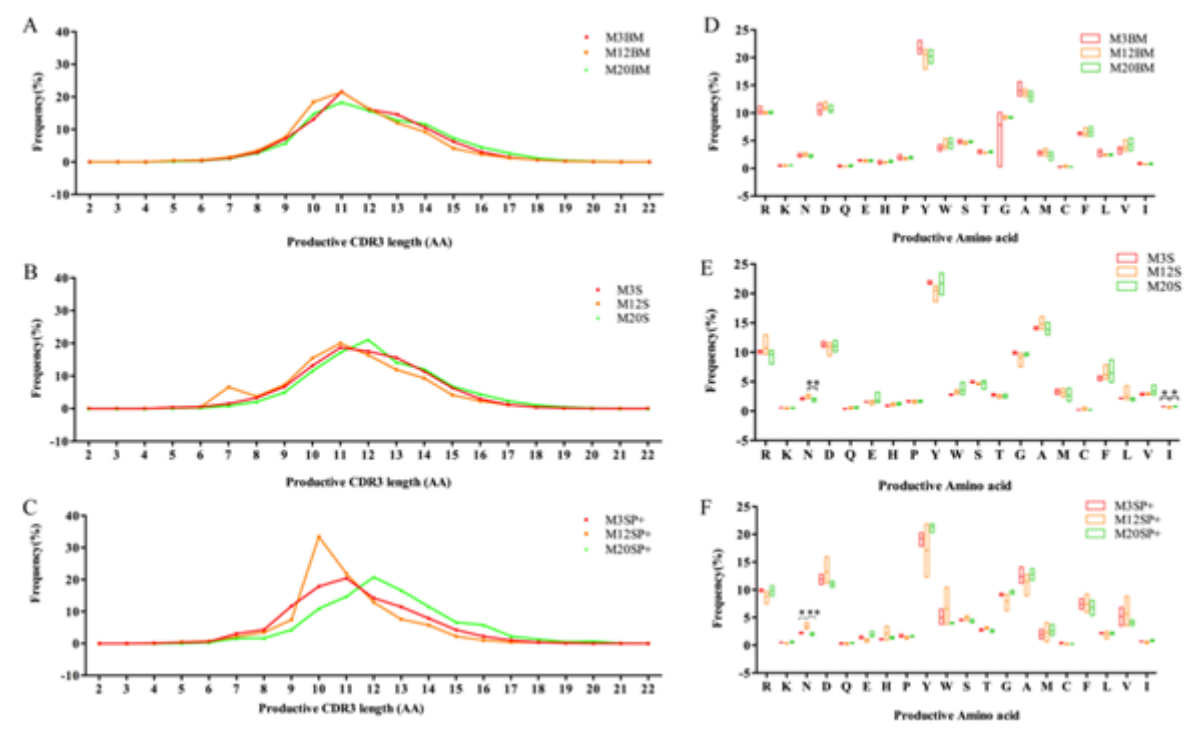 A
Frequency(%)
40
30
20
10
0
-10
M3BM
M12BM
M20BM
2 3 4 5 6 7 8 9 10 11 12 13 14 15 16 17 18 19 20 21 22
Productive CDR3 length (AA)
D
Frequency(%)
25
20
15
10
5
0
-5
M3BM
M12BM
M20BM
R K N D Q E H P Y W S T G A M C F L V I
Productive Amino acid
B
Frequency(%)
40
30
20
10
0
-10
M3S
M12S
M20S
2 3 4 5 6 7 8 9 10 11 12 13 14 15 16 17 18 19 20 21 22
Productive CDR3 length (AA)
E
Frequency(%)
25
20
15
10
5
0
-5
M3S
M12S
M20S
**
**
R K N D Q E H P Y W S T G A M C F L V I
Productive Amino acid
C
Frequency(%)
40
30
20
10
0
-10
M3SP+
M12SP+
M20SP+
2 3 4 5 6 7 8 9 10 11 12 13 14 15 16 17 18 19 20 21 22
Productive CDR3 length (AA)
F
Frequency(%)
25
20
15
10
5
0
-5
M3SP+
M12SP+
M20SP+
* **
R K N D Q E H P Y W S T G A M C F L V I
Productive Amino acid